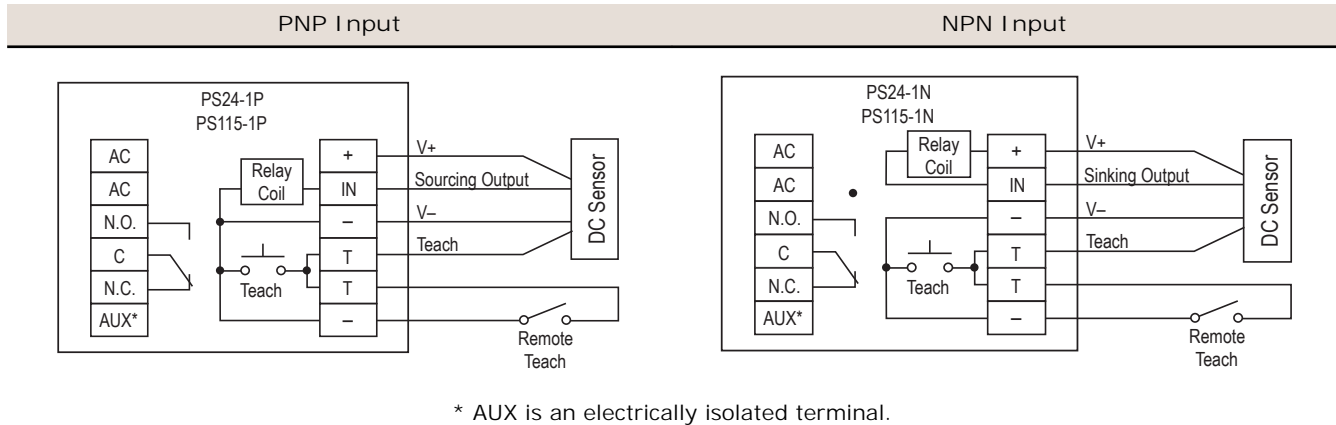 PNP Input
NPN Input
PS24-1P
PS115-1P
AC
AC
N.O.
C
N.C.
AUX*
Relay
Coil
Teach
+
IN
–
T
T
–
V+
Sourcing Output
V–
Teach
DC Sensor
Remote
Teach
PS24-1N
PS115-1N
AC
AC
N.O.
C
N.C.
AUX*
Relay
Coil
Teach
+
IN
–
T
T
–
V+
Sinking Output
V–
Teach
DC Sensor
Remote
Teach
* AUX is an electrically isolated terminal.